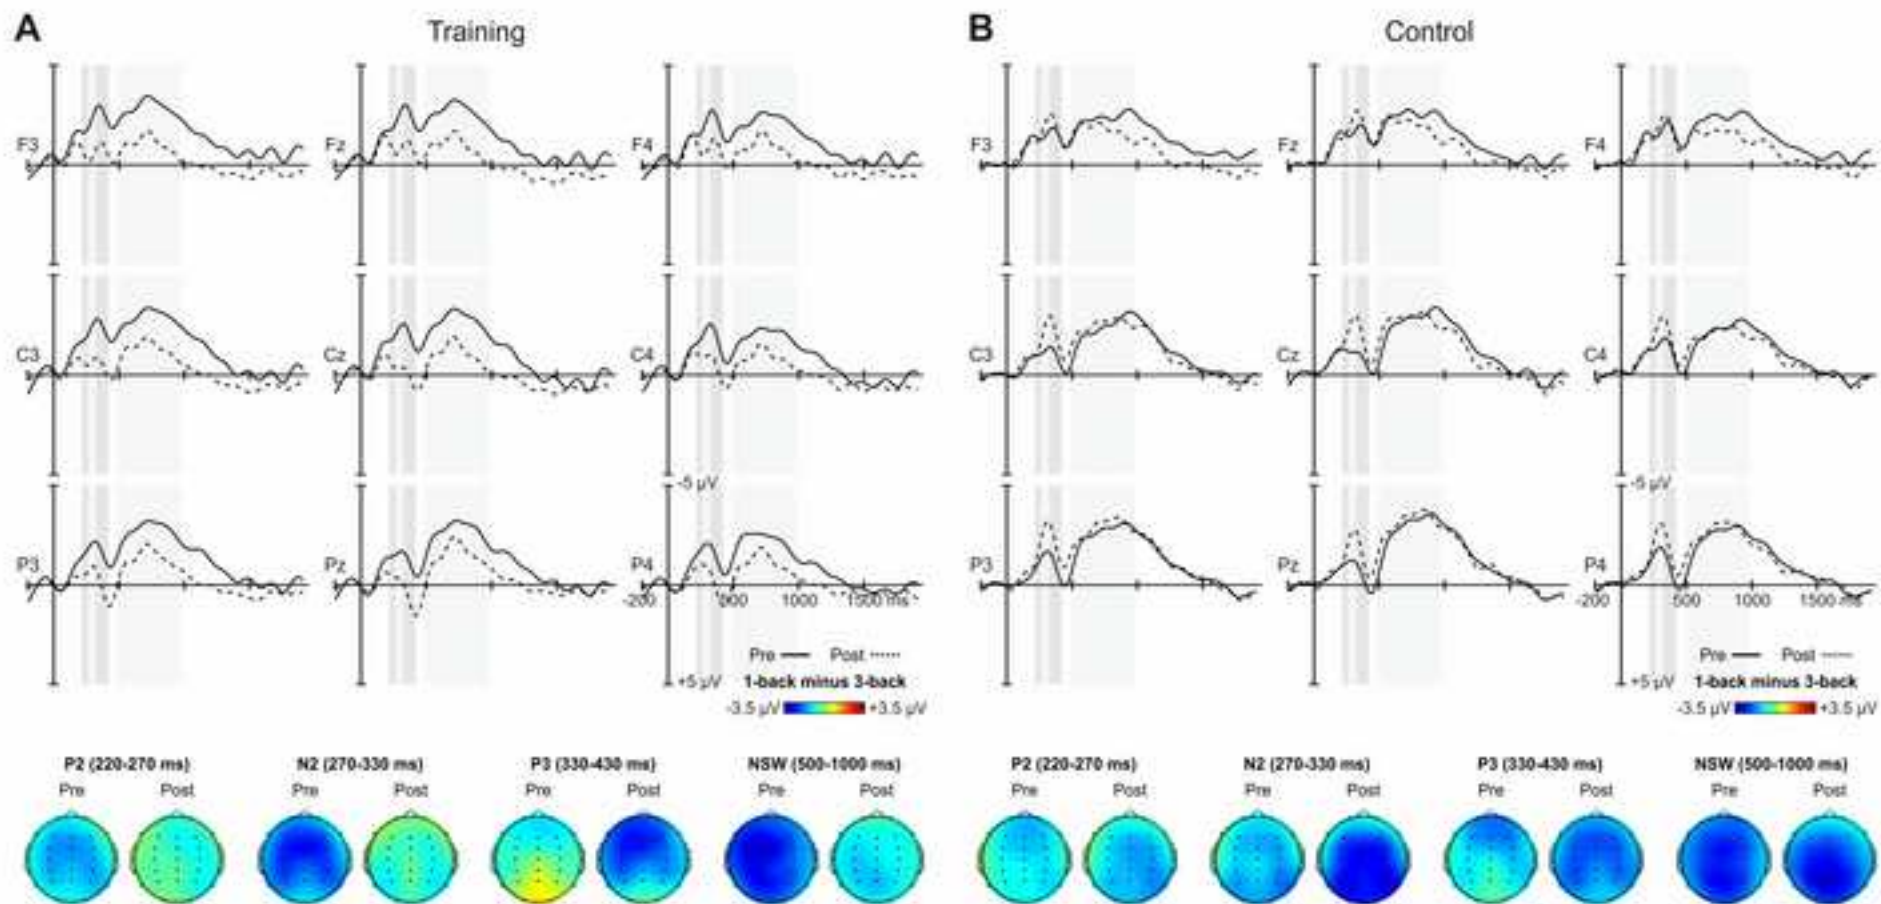 A
Training
F3
Fz
F4
C3
Cz
C4
-5 µV
P3
Pz
P4
-200
500
1000
1500 ms
Pre
Post
+5 µV
1-back minus 3-back
-3.5 µV
+3.5 µV
P2 (220-270 ms)
N2 (270-330 ms)
P3 (330-430 ms)
NSW (500-1000 ms)
Pre
Post
Pre
Post
Pre
Post
Pre
Post
B
Control
F3
Fz
F4
C3
Cz
C4
-5 µV
P3
Pz
P4
-200
500
1000
1500 ms
Pre
Post
+5 µV
1-back minus 3-back
-3.5 µV
+3.5 µV
P2 (220-270 ms)
N2 (270-330 ms)
P3 (330-430 ms)
NSW (500-1000 ms)
Pre
Post
Pre
Post
Pre
Post
Pre
Post